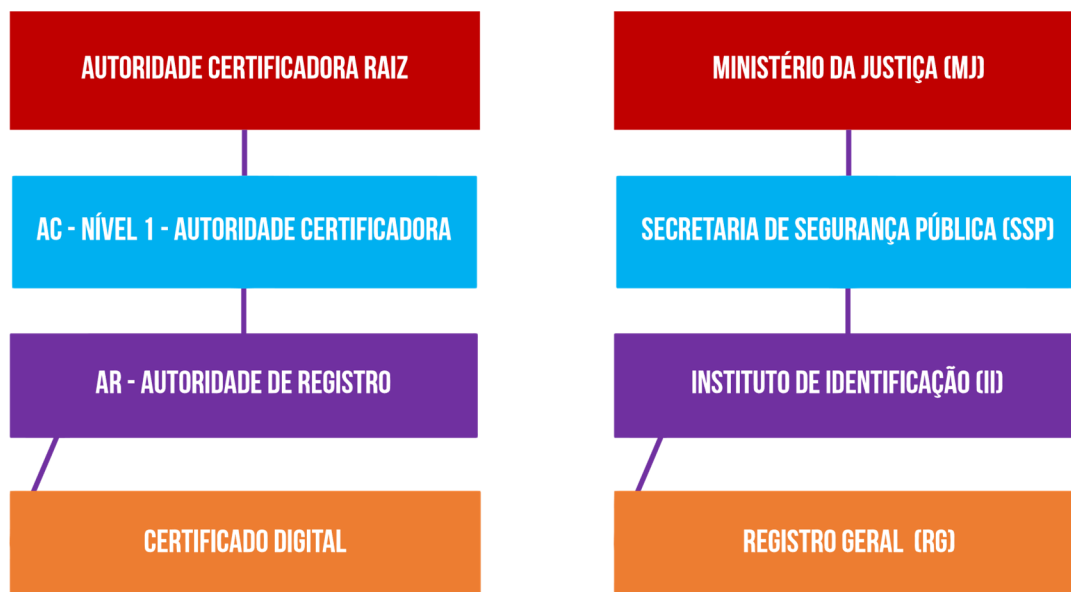 AUTORIDADE CERTIFICADORA RAIZ
MINISTÉRIO DA JUSTIÇA (MJ)
AC - NÍVEL 1 - AUTORIDADE CERTIFICADORA
SECRETARIA DE SEGURANÇA PÚBLICA (SSP)
AR - AUTORIDADE DE REGISTRO
INSTITUTO DE IDENTIFICAÇÃO (II)
CERTIFICADO DIGITAL
REGISTRO GERAL (RG)